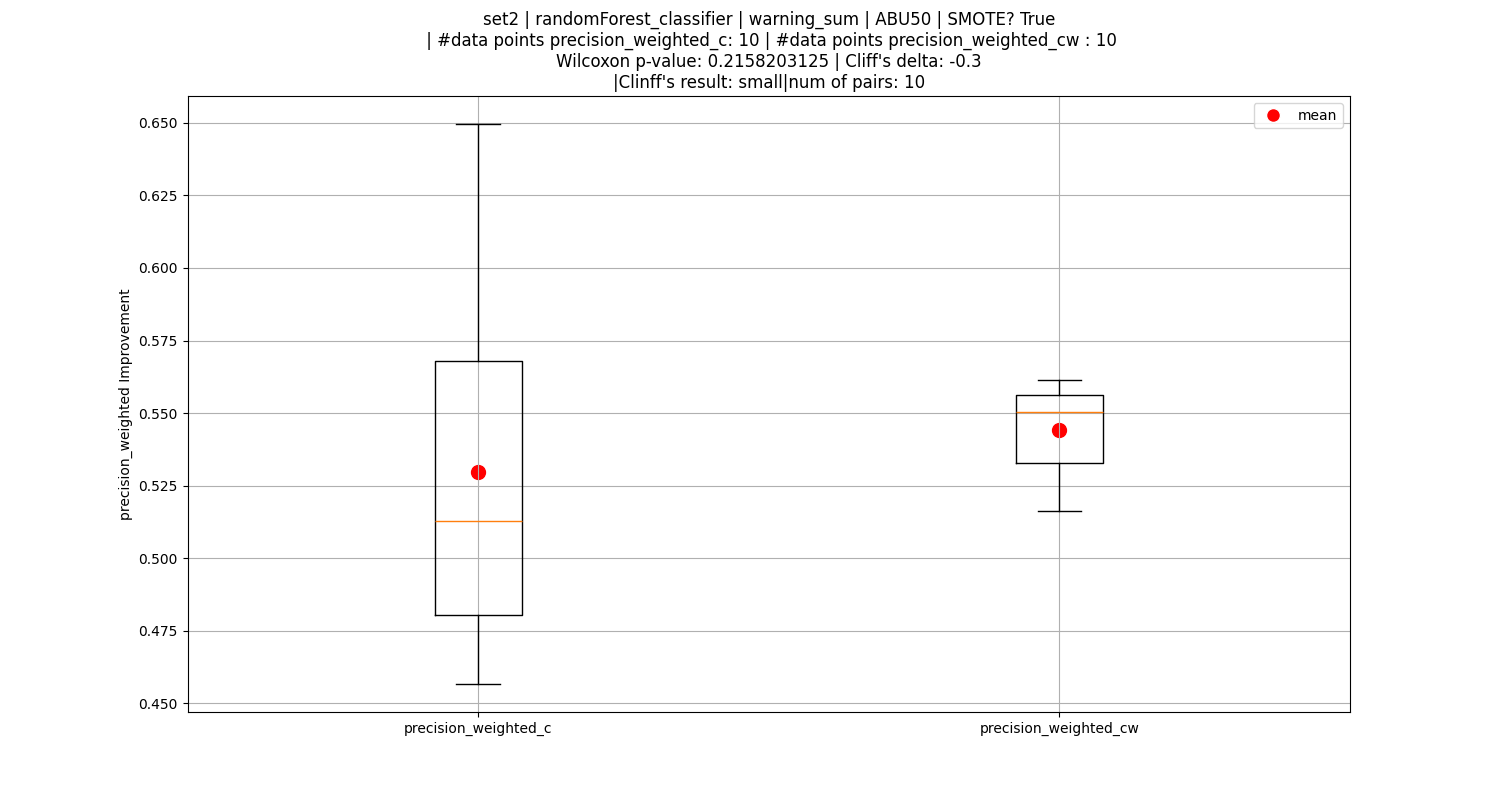 set2 | randomForest_classifier | warning_sum | ABU50 | SMOTE? True
| #data points precision_weighted_c: 10 | #data points precision_weighted_cw : 10
Wilcoxon p-value: 0.2158203125 | Cliff's delta: -0.3
|Clinff's result: small|num of pairs: 10
mean
0.650
0.625
0.600
0.575
0.550
0.525
0.500
0.475
0.450
precision_weighted Improvement
precision_weighted_c
precision_weighted_cw